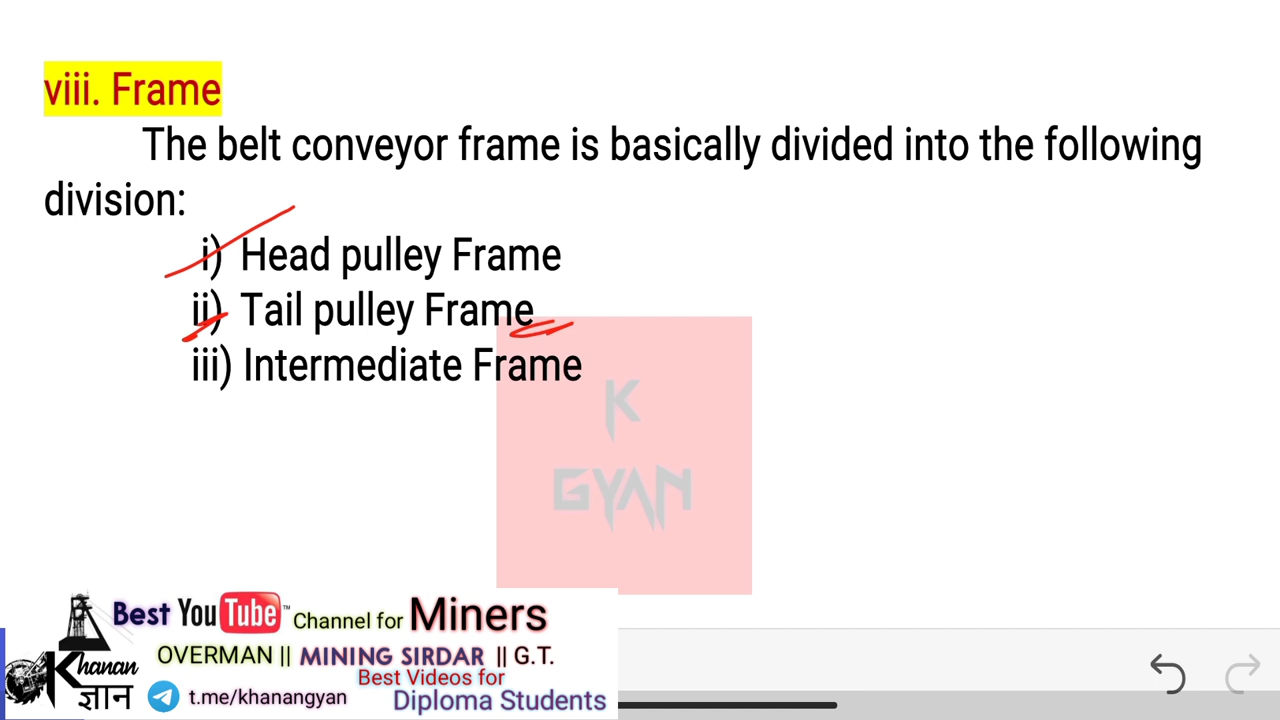 viii. Frame
The belt conveyor frame is basically divided into the following
division:
i) Head pulley Frame
ii) Tail pulley Frame
iii) Intermediate Frame
K
GYAN
Best YouTube™ Channel for Miners
OVERMAN || MINING SIRDAR || G.T.
Khanan
ज्ञान
Best Videos for
t.me/khanangyan Diploma Students